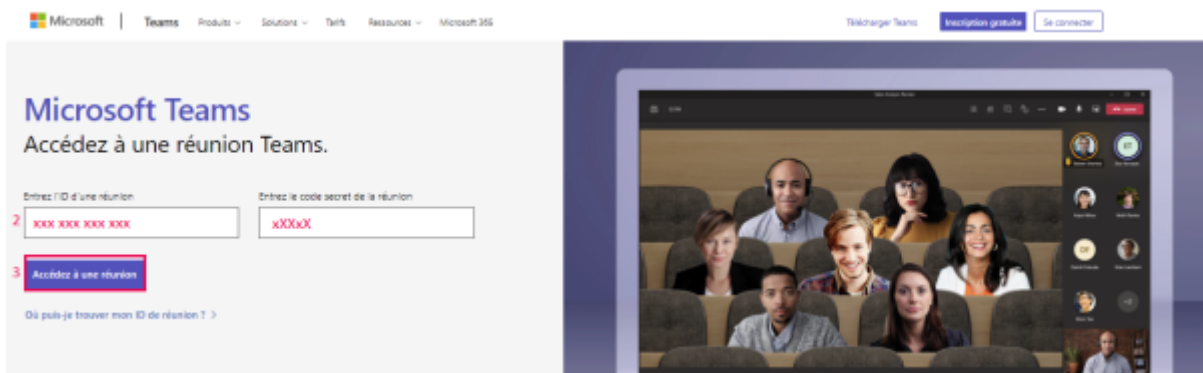 Microsoft | Teams Produits Solutions Tarifs Ressources Microsoft 365 Télécharger Teams Inscription gratuite Se connecter
Microsoft Teams
Accédez à une réunion Teams.
Entrez l'ID d'une réunion Entrez le code secret de la réunion
2 xxx xxx xxx xxx xXXxX
3 Accédez à une réunion
Où puis-je trouver mon ID de réunion ? >